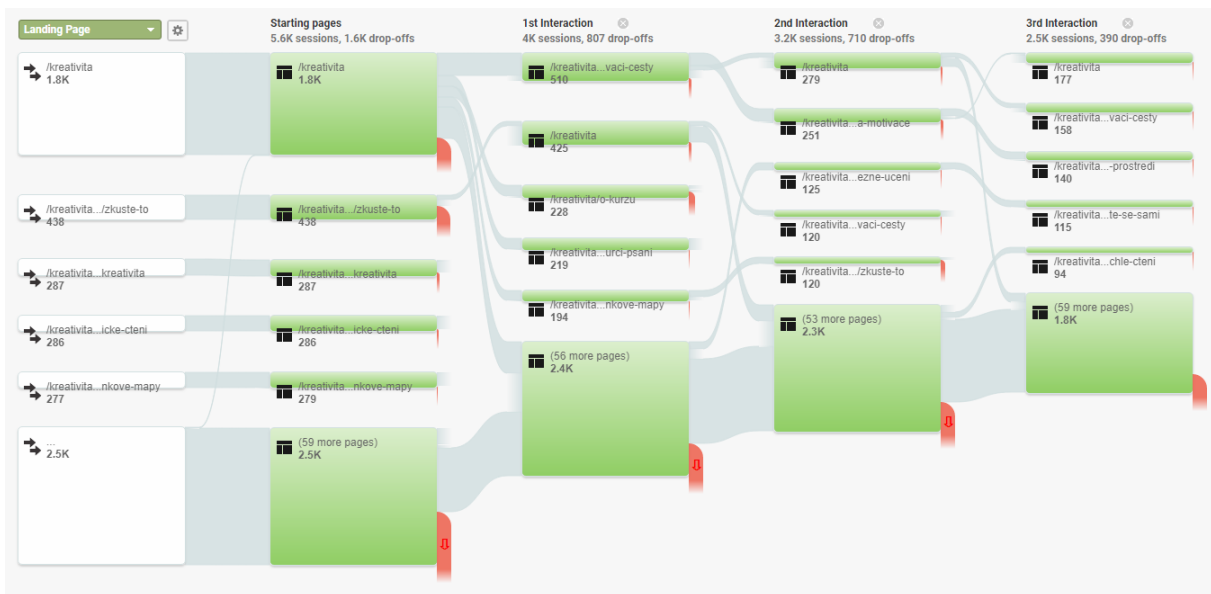 Landing Page
/kreativita
1.8K
/kreativita.../zkuste-to
438
/kreativita...kreativita
287
/kreativita...icke-cteni
286
/kreativita...nkove-mapy
277
...
2.5K
Starting pages
5.6K sessions, 1.6K drop-offs
/kreativita
1.8K
/kreativita.../zkuste-to
438
/kreativita...kreativita
287
/kreativita...icke-cteni
286
/kreativita...nkove-mapy
279
(59 more pages)
2.5K
1st Interaction
4K sessions, 807 drop-offs
/kreativita...vaci-cesty
510
/kreativita
425
/kreativita/o-kurzu
228
/kreativita...urci-psani
219
/kreativita...nkove-mapy
194
(56 more pages)
2.4K
2nd Interaction
3.2K sessions, 710 drop-offs
/kreativita
279
/kreativita...a-motivace
251
/kreativita...ezne-uceni
125
/kreativita...vaci-cesty
120
/kreativita.../zkuste-to
120
(53 more pages)
2.3K
3rd Interaction
2.5K sessions, 390 drop-offs
/kreativita
177
/kreativita...vaci-cesty
158
/kreativita...-prostredi
140
/kreativita...te-se-sami
115
/kreativita...chle-cteni
94
(59 more pages)
1.8K